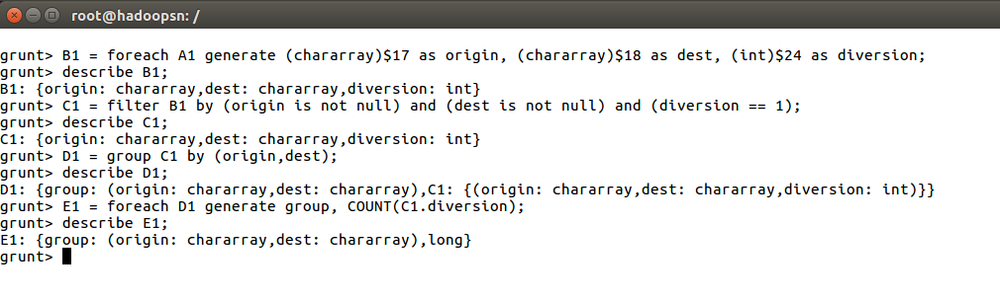 root@hadoopsn: /
grunt> B1 = foreach A1 generate (chararray)$17 as origin, (chararray)$18 as dest, (int)$24 as diversion;
grunt> describe B1;
B1: {origin: chararray,dest: chararray,diversion: int}
grunt> C1 = filter B1 by (origin is not null) and (dest is not null) and (diversion == 1);
grunt> describe C1;
C1: {origin: chararray,dest: chararray,diversion: int}
grunt> D1 = group C1 by (origin,dest);
grunt> describe D1;
D1: {group: (origin: chararray,dest: chararray),C1: {(origin: chararray,dest: chararray,diversion: int)}}
grunt> E1 = foreach D1 generate group, COUNT(C1.diversion);
grunt> describe E1;
E1: {group: (origin: chararray,dest: chararray),long}
grunt>